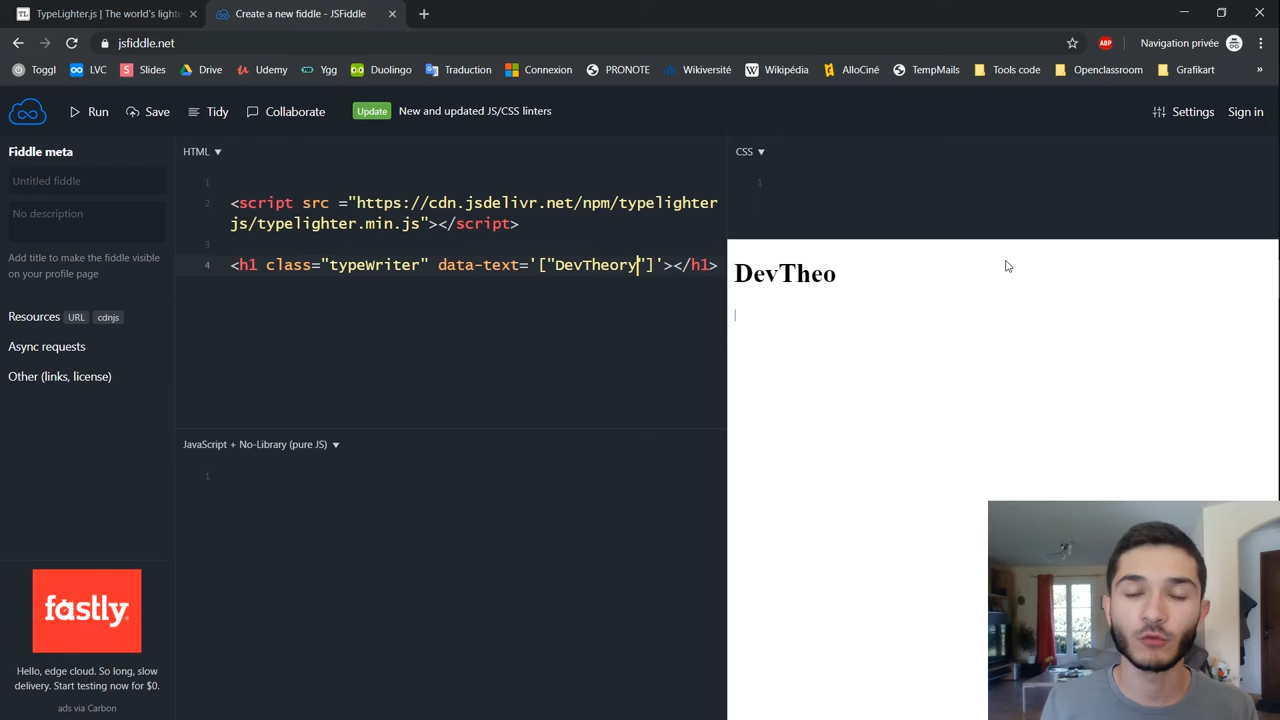 TL TypeLighter.js | The world's lighte
Create a new fiddle - JSFiddle
jsfiddle.net
ABP
Navigation privée
Toggl LVC Slides Drive Udemy Ygg Duolingo Traduction Connexion PRONOTE Wikiversité Wikipédia AlloCiné TempMails Tools code Openclassroom Grafikart »
Run Save Tidy Collaborate Update New and updated JS/CSS linters Settings Sign in
Fiddle meta
Untitled fiddle
No description
Add title to make the fiddle visible
on your profile page
Resources URL cdnjs
Async requests
Other (links, license)
fastly
Hello, edge cloud. So long, slow
delivery. Start testing now for $0.
ads via Carbon
HTML
1
2 <script src ="https://cdn.jsdelivr.net/npm/typelighter
js/typelighter.min.js"></script>
3
4 <h1 class="typeWriter" data-text='["DevTheory"]'></h1>
JavaScript + No-Library (pure JS)
1
CSS
1
DevTheo
|